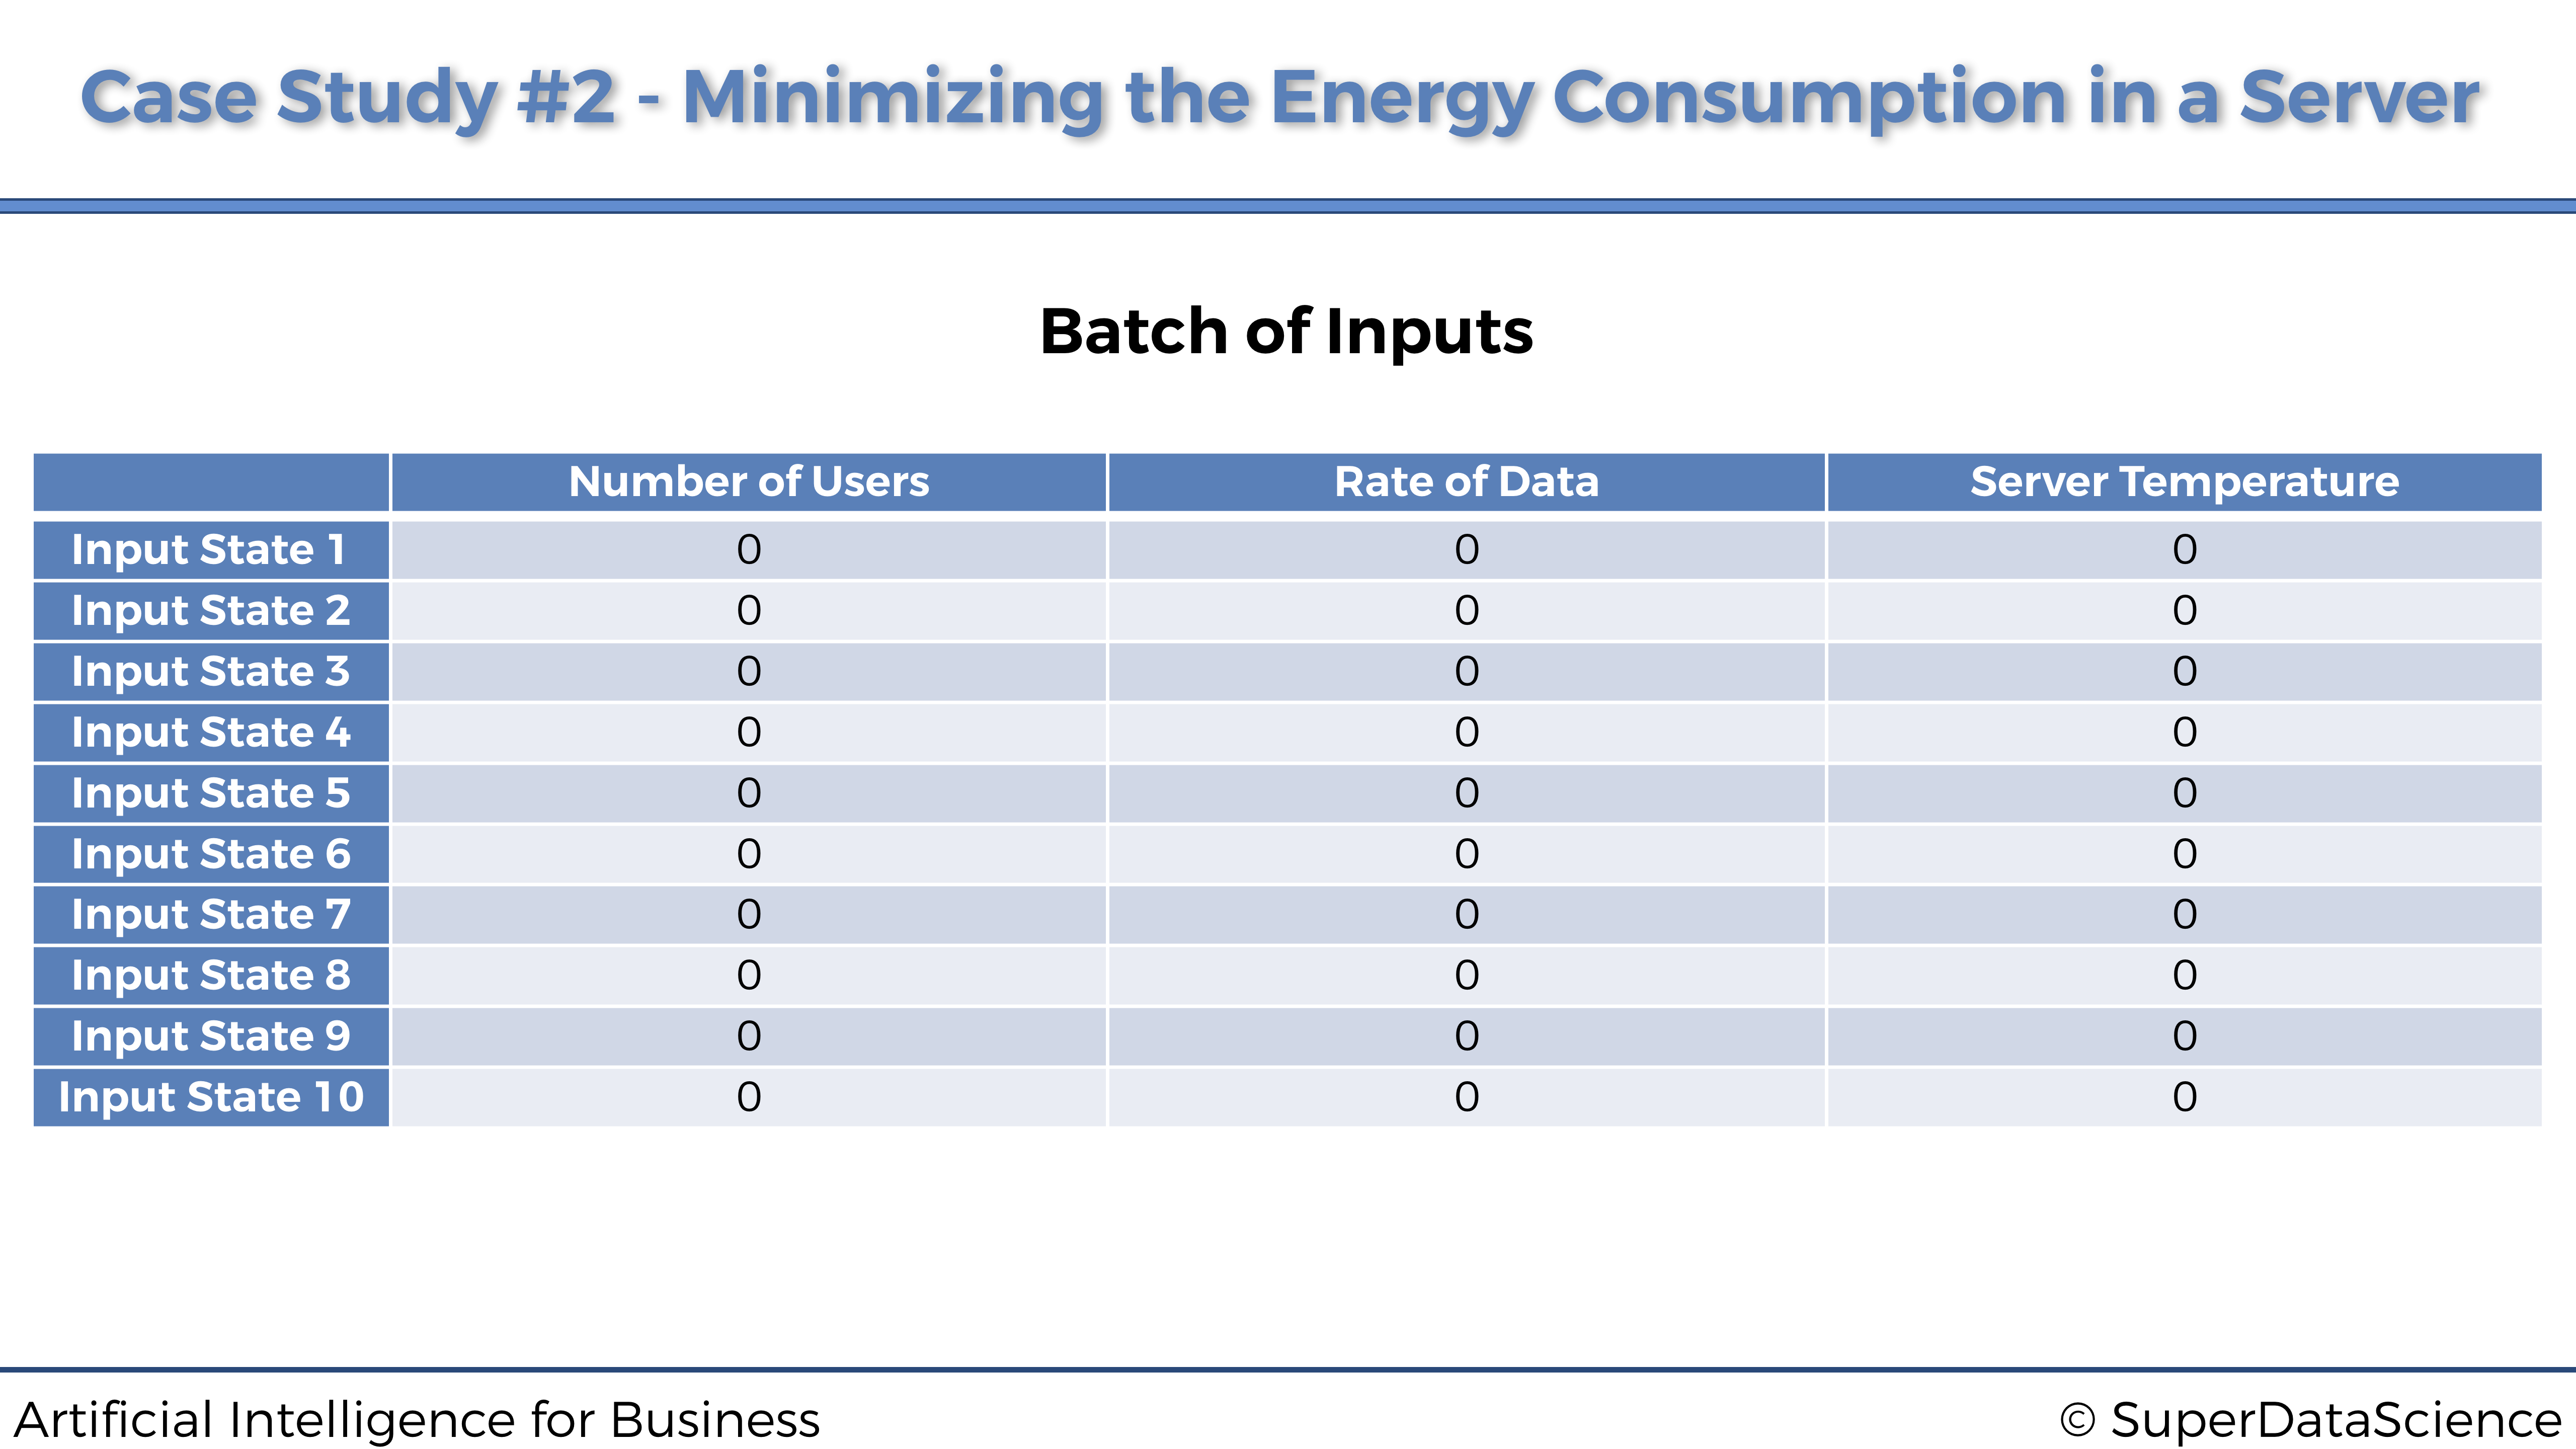 Case Study #2 - Minimizing the Energy Consumption in a Server
Batch of Inputs
Number of Users Rate of Data Server Temperature
Input State 1 0 0 0
Input State 2 0 0 0
Input State 3 0 0 0
Input State 4 0 0 0
Input State 5 0 0 0
Input State 6 0 0 0
Input State 7 0 0 0
Input State 8 0 0 0
Input State 9 0 0 0
Input State 10 0 0 0
Artificial Intelligence for Business © SuperDataScience